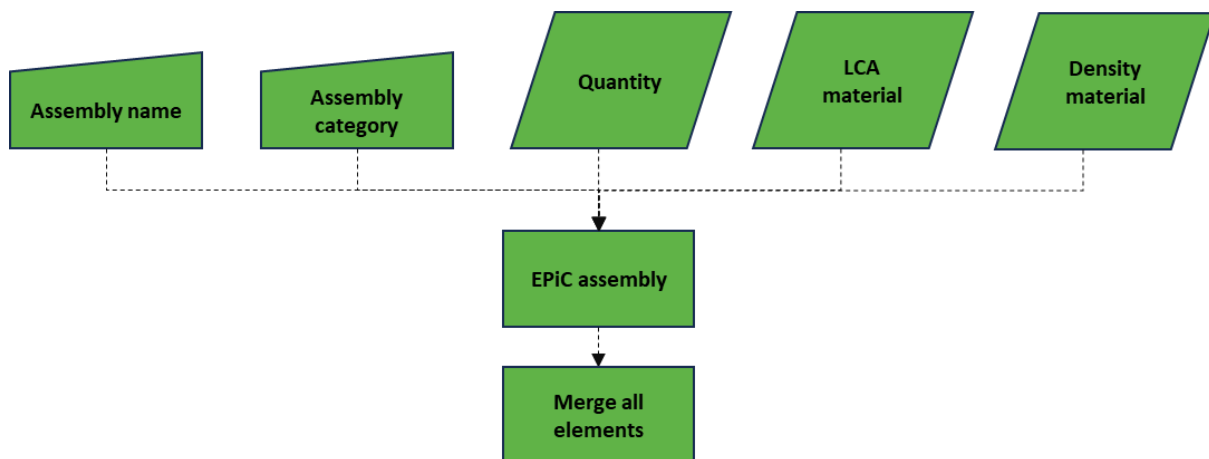 Assembly name
Assembly
category
Quantity
LCA
material
Density
material
EPiC assembly
Merge all
elements